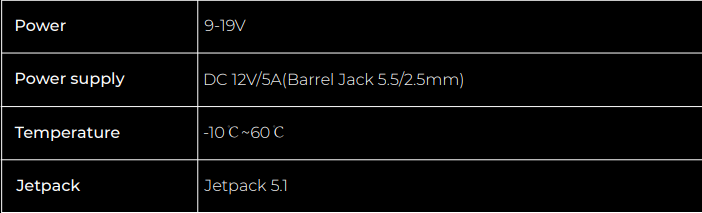 Power 9-19V
Power supply DC 12V/5A(Barrel Jack 5.5/2.5mm)
Temperature -10℃~60℃
Jetpack Jetpack 5.1